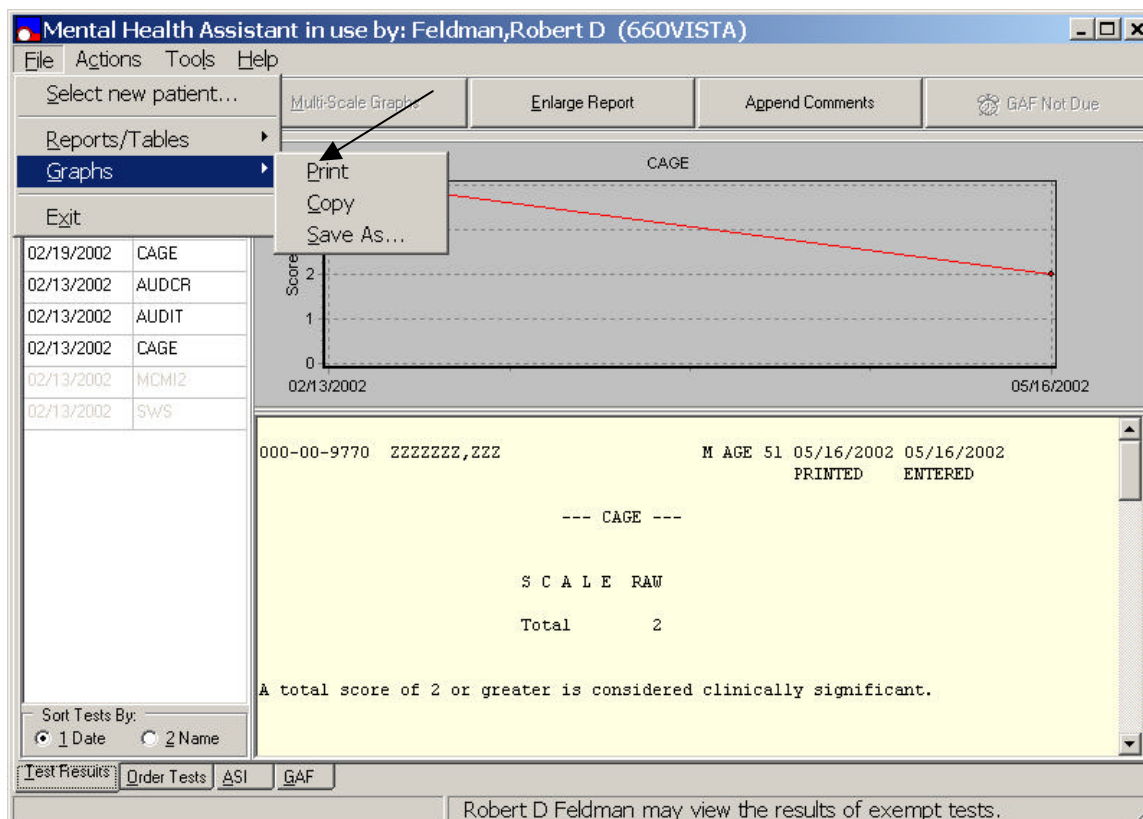 Mental Health Assistant in use by: Feldman,Robert D (660VISTA)
File Actions Tools Help
Select new patient...
Reports/Tables
Graphs
Exit
Print
Copy
Save As...
Multi-Scale Graphs Enlarge Report Append Comments GAF Not Due
CAGE
Score
2
1
0
02/13/2002 05/16/2002
02/19/2002 CAGE
02/13/2002 AUDCR
02/13/2002 AUDIT
02/13/2002 CAGE
02/13/2002 MCMI2
02/13/2002 SWS
000-00-9770 ZZZZZZZ,ZZZ M AGE 51 05/16/2002 05/16/2002
PRINTED ENTERED
--- CAGE ---
S C A L E RAW
Total 2
A total score of 2 or greater is considered clinically significant.
Sort Tests By:
1 Date 2 Name
Test Results Order Tests ASI GAF
Robert D Feldman may view the results of exempt tests.